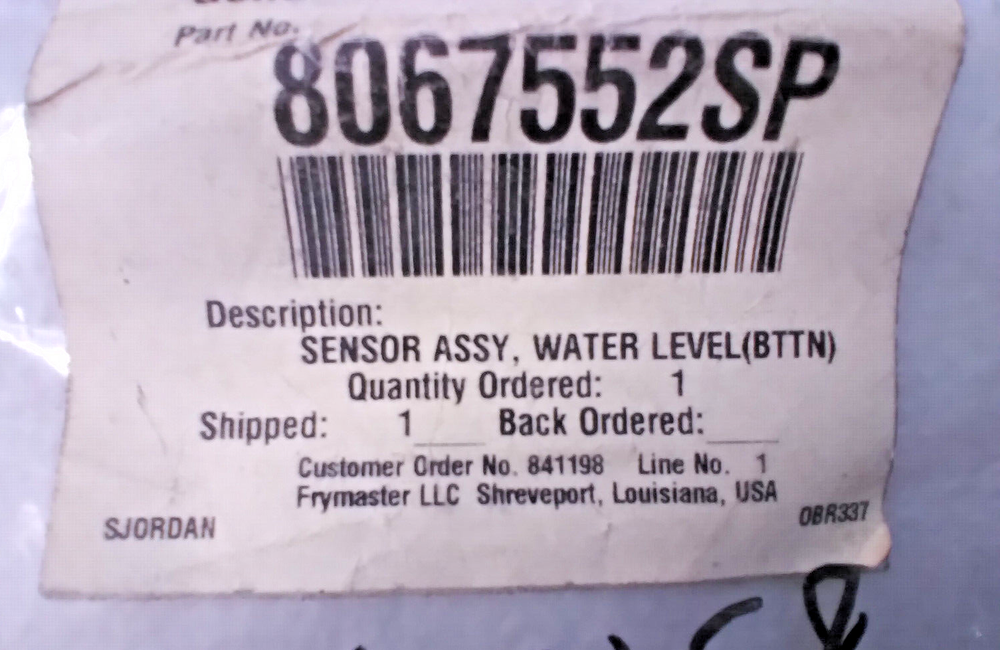 Part No.
8067552SP
Description:
SENSOR ASSY, WATER LEVEL(BTTN)
Quantity Ordered: 1
Shipped: 1 Back Ordered:
Customer Order No. 841198 Line No. 1
Frymaster LLC Shreveport, Louisiana, USA
SJORDAN OBR337